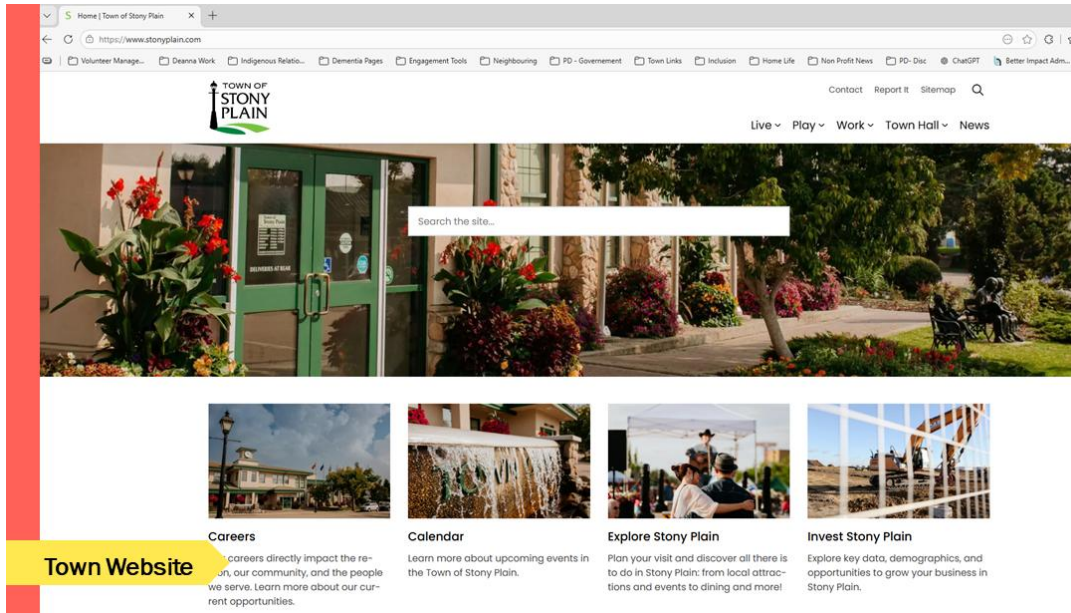 Home | Town of Stony Plain
https://www.stonyplain.com
Volunteer Manage... Deanna Work Indigenous Relatio... Dementia Pages Engagement Tools Neighbouring PD - Governement Town Links Inclusion Home Life Non Profit News PD- Disc ChatGPT Better Impact Adm...
TOWN OF
STONY
PLAIN
Contact Report It Sitemap
Live Play Work Town Hall News
Search the site...
DELIVERIES AT REAR
Careers
careers directly impact the re-
our community, and the people
we serve. Learn more about our cur-
rent opportunities.
Calendar
Learn more about upcoming events in
the Town of Stony Plain.
Explore Stony Plain
Plan your visit and discover all there is
to do in Stony Plain: from local attrac-
tions and events to dining and more!
Invest Stony Plain
Explore key data, demographics, and
opportunities to grow your business in
Stony Plain.
Town Website